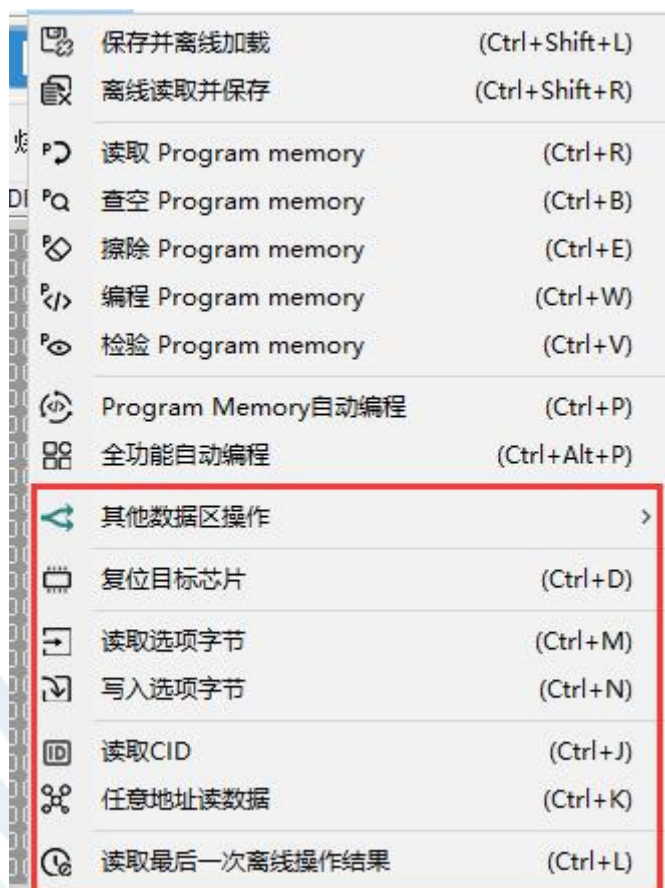 保存并离线加载 (Ctrl+Shift+L)
离线读取并保存 (Ctrl+Shift+R)
读取 Program memory (Ctrl+R)
查空 Program memory (Ctrl+B)
擦除 Program memory (Ctrl+E)
编程 Program memory (Ctrl+W)
检验 Program memory (Ctrl+V)
Program Memory自动编程 (Ctrl+P)
全功能自动编程 (Ctrl+Alt+P)
其他数据区操作
复位目标芯片 (Ctrl+D)
读取选项字节 (Ctrl+M)
写入选项字节 (Ctrl+N)
读取CID (Ctrl+J)
任意地址读数据 (Ctrl+K)
读取最后一次离线操作结果 (Ctrl+L)